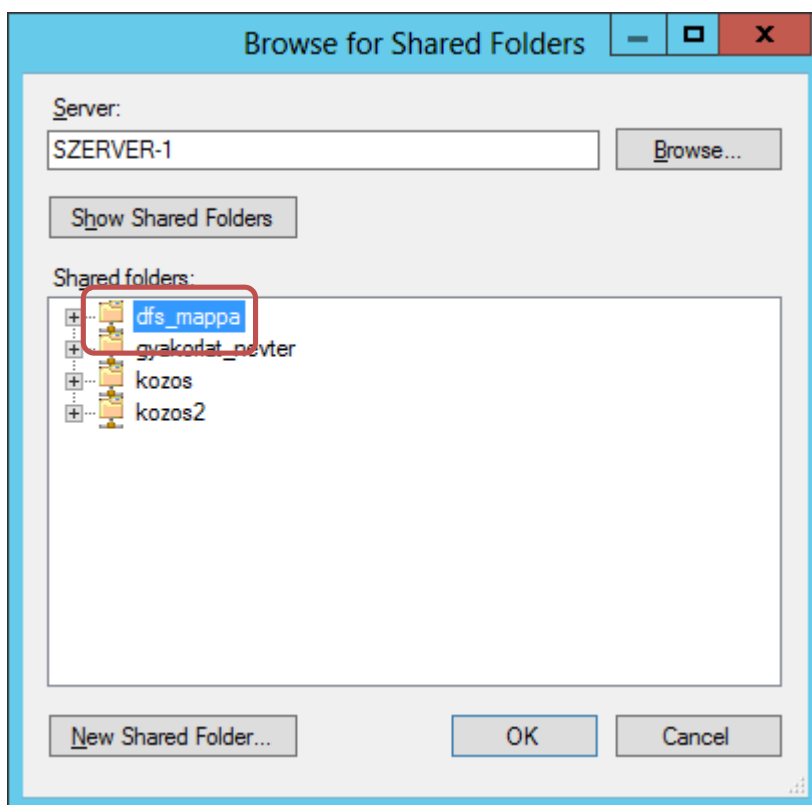 Browse for Shared Folders
Server:
SZERVER-1
Browse...
Show Shared Folders
Shared folders:
dfs_mappa
gyakorlat_nevter
kozos
kozos2
New Shared Folder...
OK
Cancel